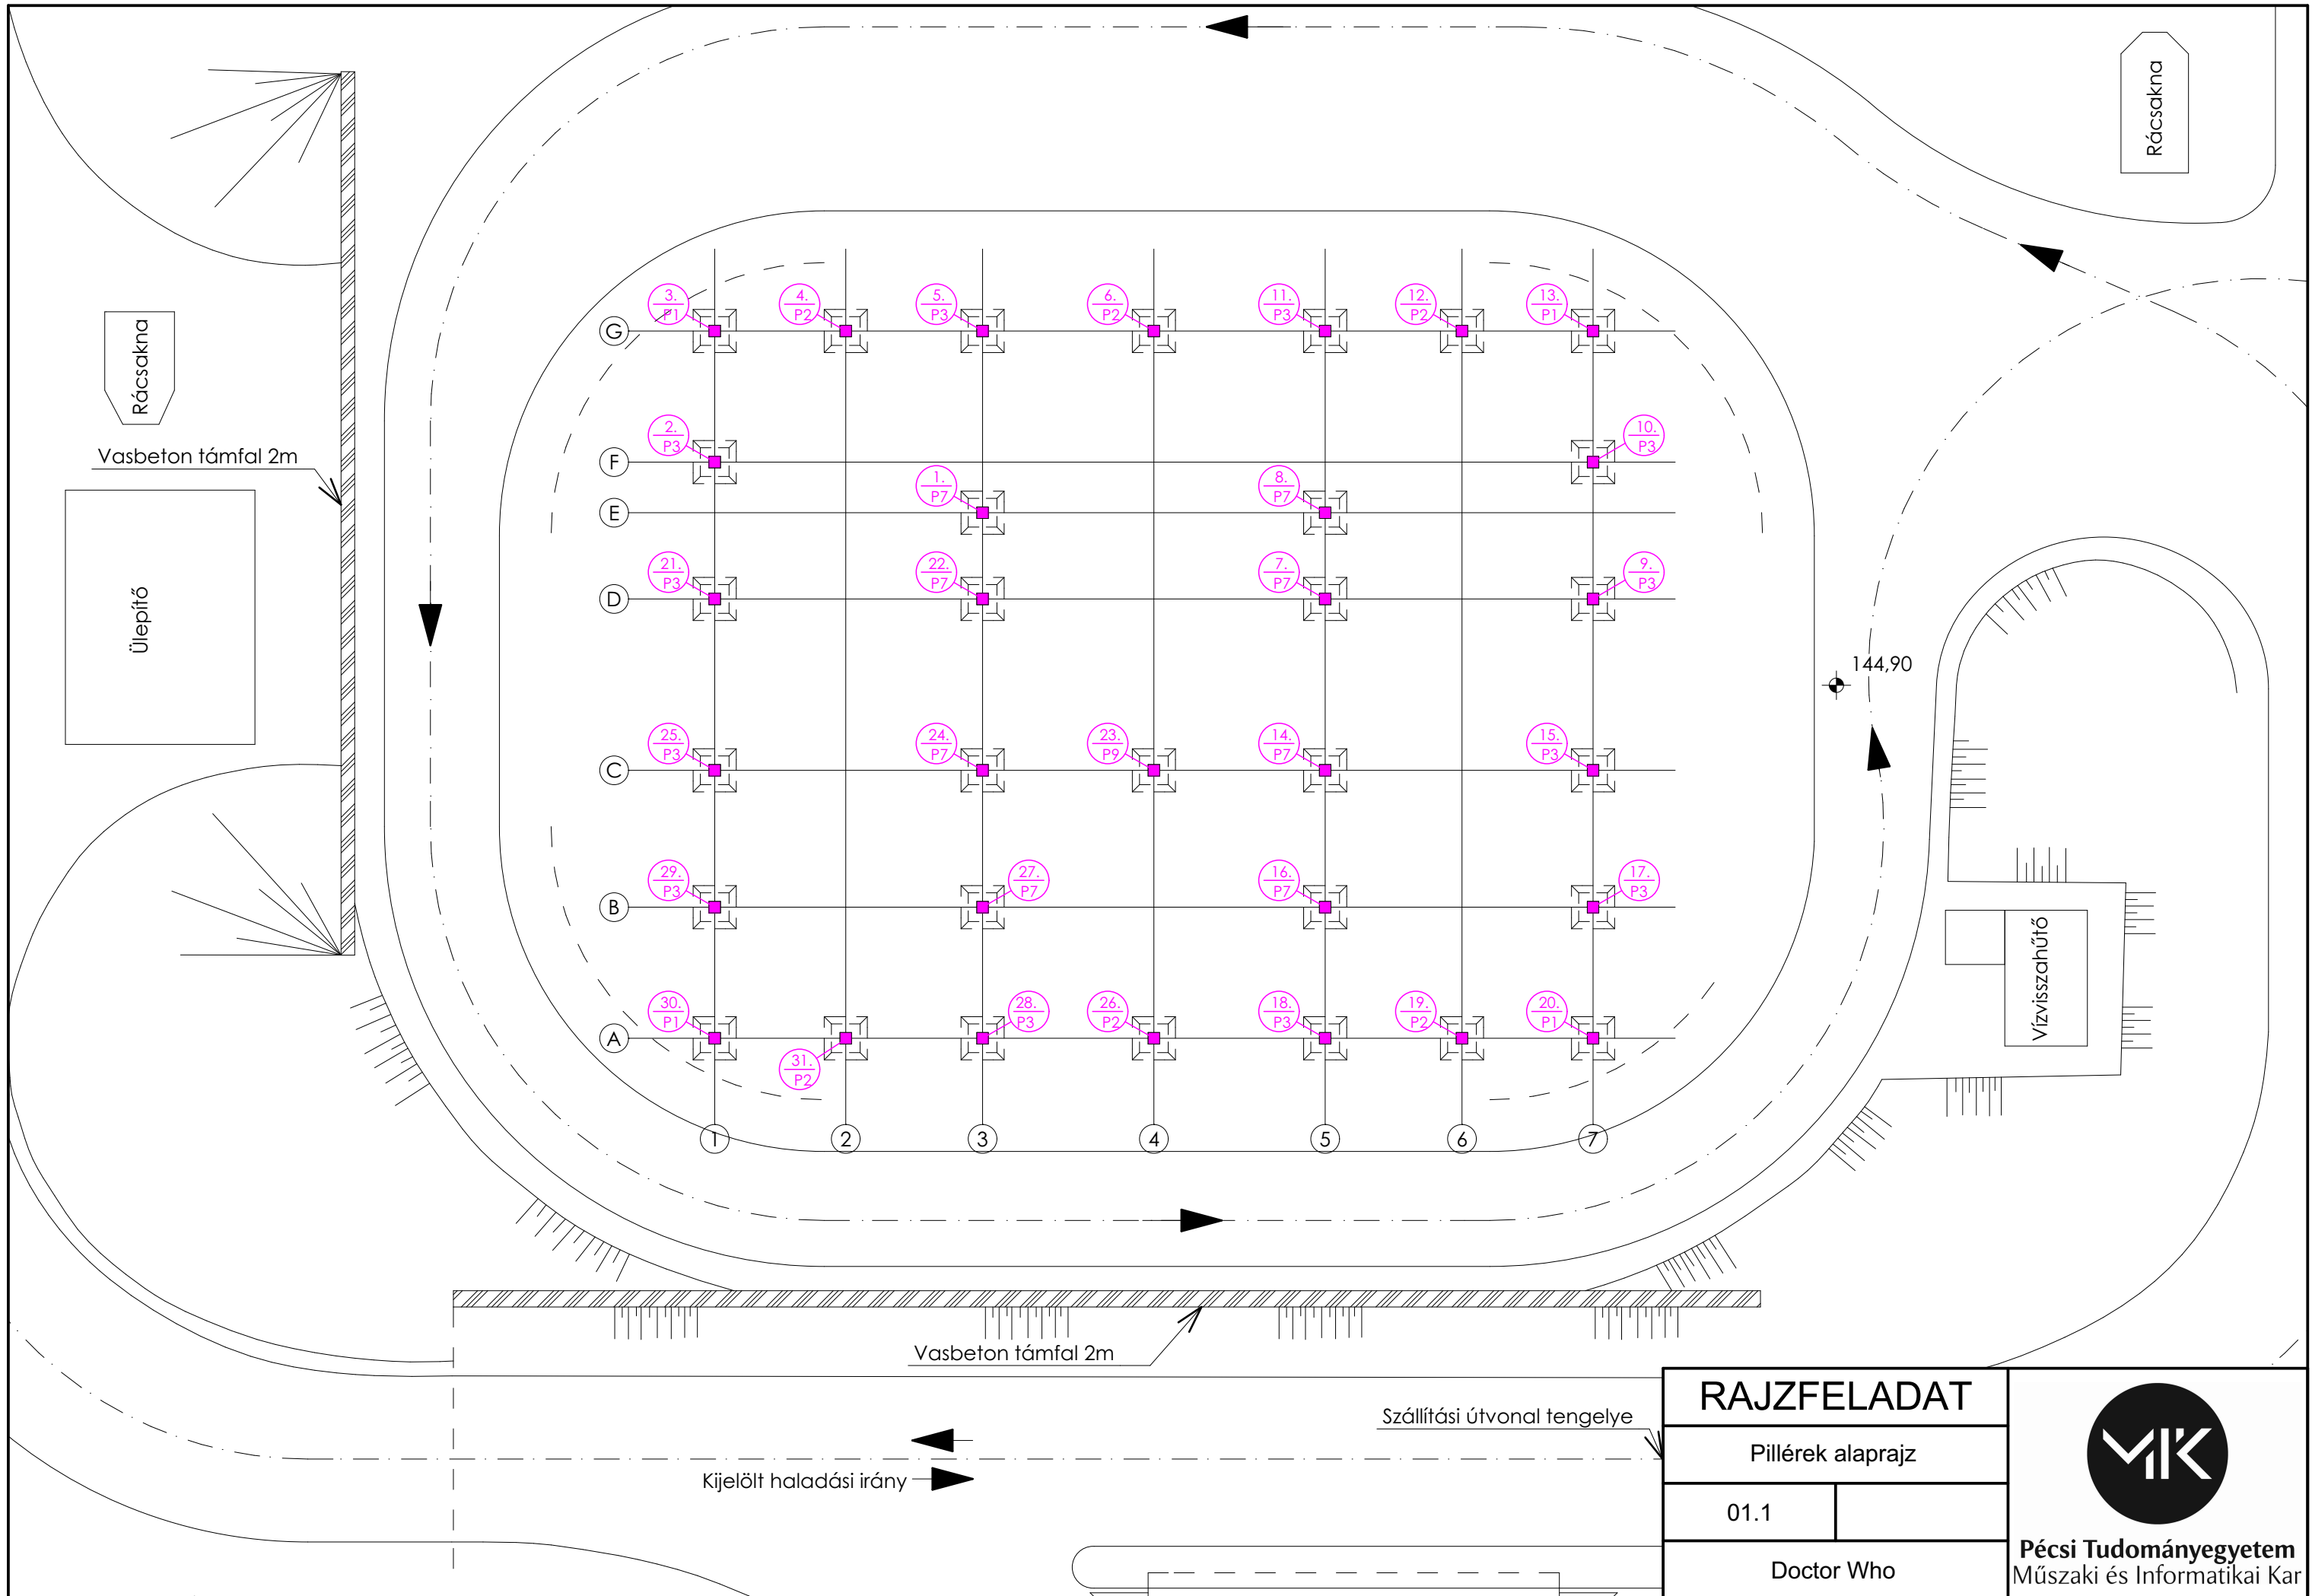 Rácsakna
Rácsakna
Vasbeton támfal 2m
Ülepítő
3.
P1
4.
P2
5.
P3
6.
P2
11.
P3
12.
P2
13.
P1
G
2.
P3
10.
P3
F
1.
P7
8.
P7
E
21.
P3
22.
P7
7.
P7
9.
P3
D
144,90
25.
P3
24.
P7
23.
P9
14.
P7
15.
P3
C
29.
P3
27.
P7
16.
P7
17.
P3
B
Vízvisszahűtő
30.
P1
28.
P3
26.
P2
18.
P3
19.
P2
20.
P1
A
31.
P2
1
2
3
4
5
6
7
Vasbeton támfal 2m
Szállítási útvonal tengelye
Kijelölt haladási irány
RAJZFELADAT
Pillérek alaprajz
01.1
Doctor Who
MIK
Pécsi Tudományegyetem
Műszaki és Informatikai Kar